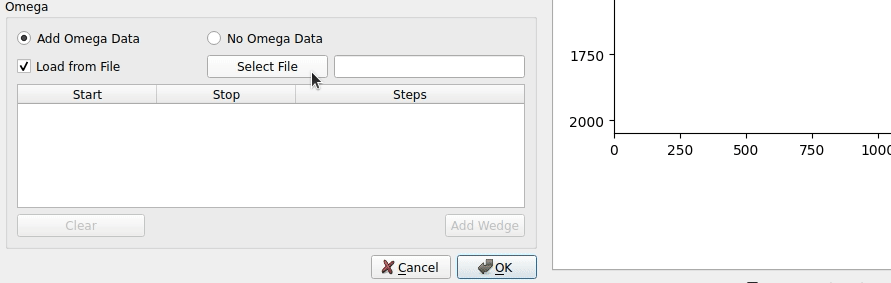 Omega
Add Omega Data No Omega Data
Load from File Select File
Start Stop Steps
Clear Add Wedge
Cancel OK
1750
2000
0 250 500 750 1000